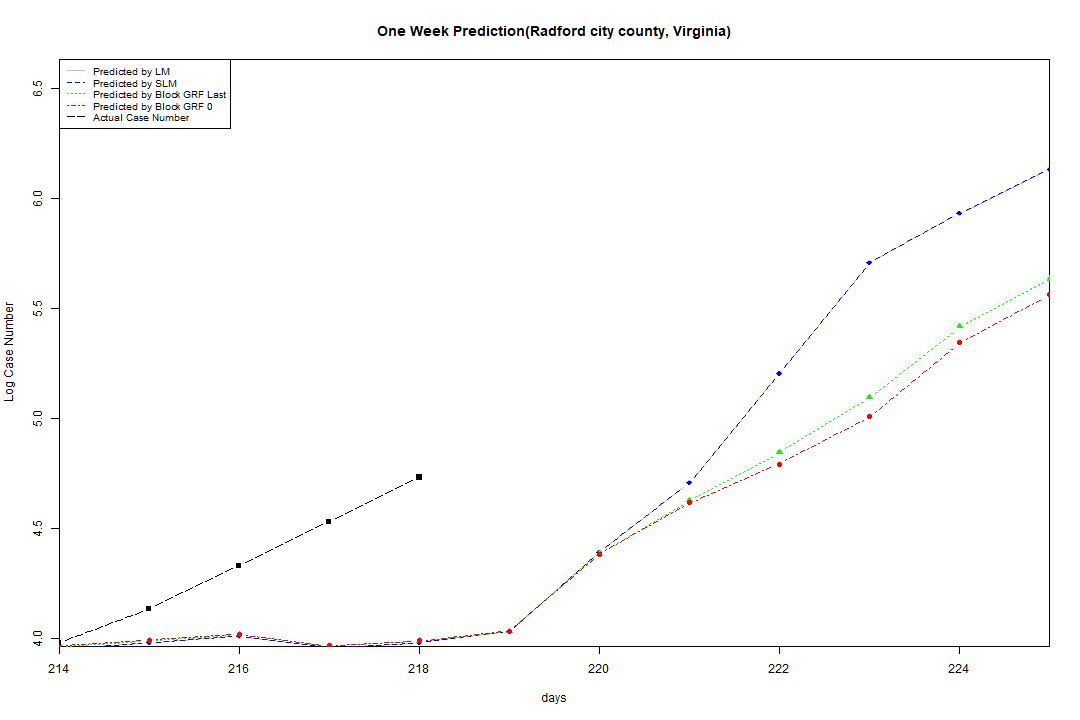 One Week Prediction(Radford city county, Virginia)
Predicted by LM
Predicted by SLM
Predicted by Block GRF Last
Predicted by Block GRF 0
Actual Case Number
6.5
6.0
5.5
5.0
4.5
4.0
Log Case Number
214 216 218 220 222 224
days